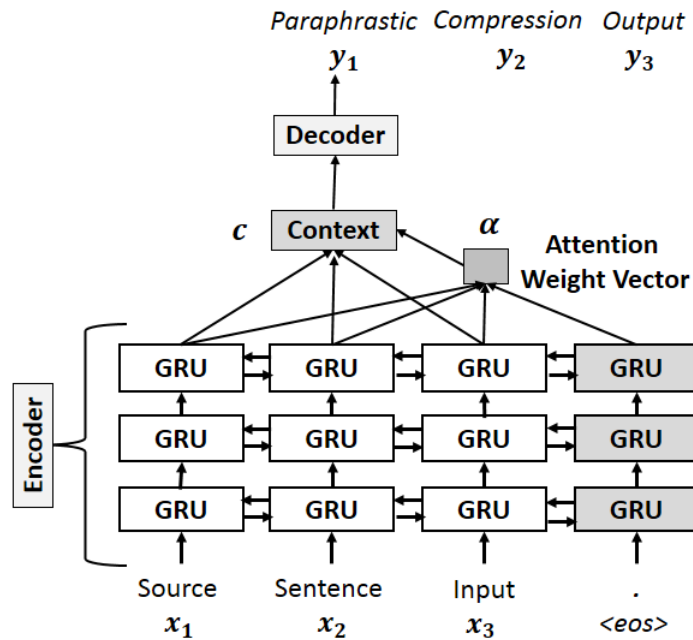 Paraphrastic Compression Output
y₁ y₂ y₃
Decoder
c Context α Attention
Weight Vector
Encoder
GRU GRU GRU GRU
GRU GRU GRU GRU
GRU GRU GRU GRU
Source Sentence Input .
x₁ x₂ x₃ <eos>